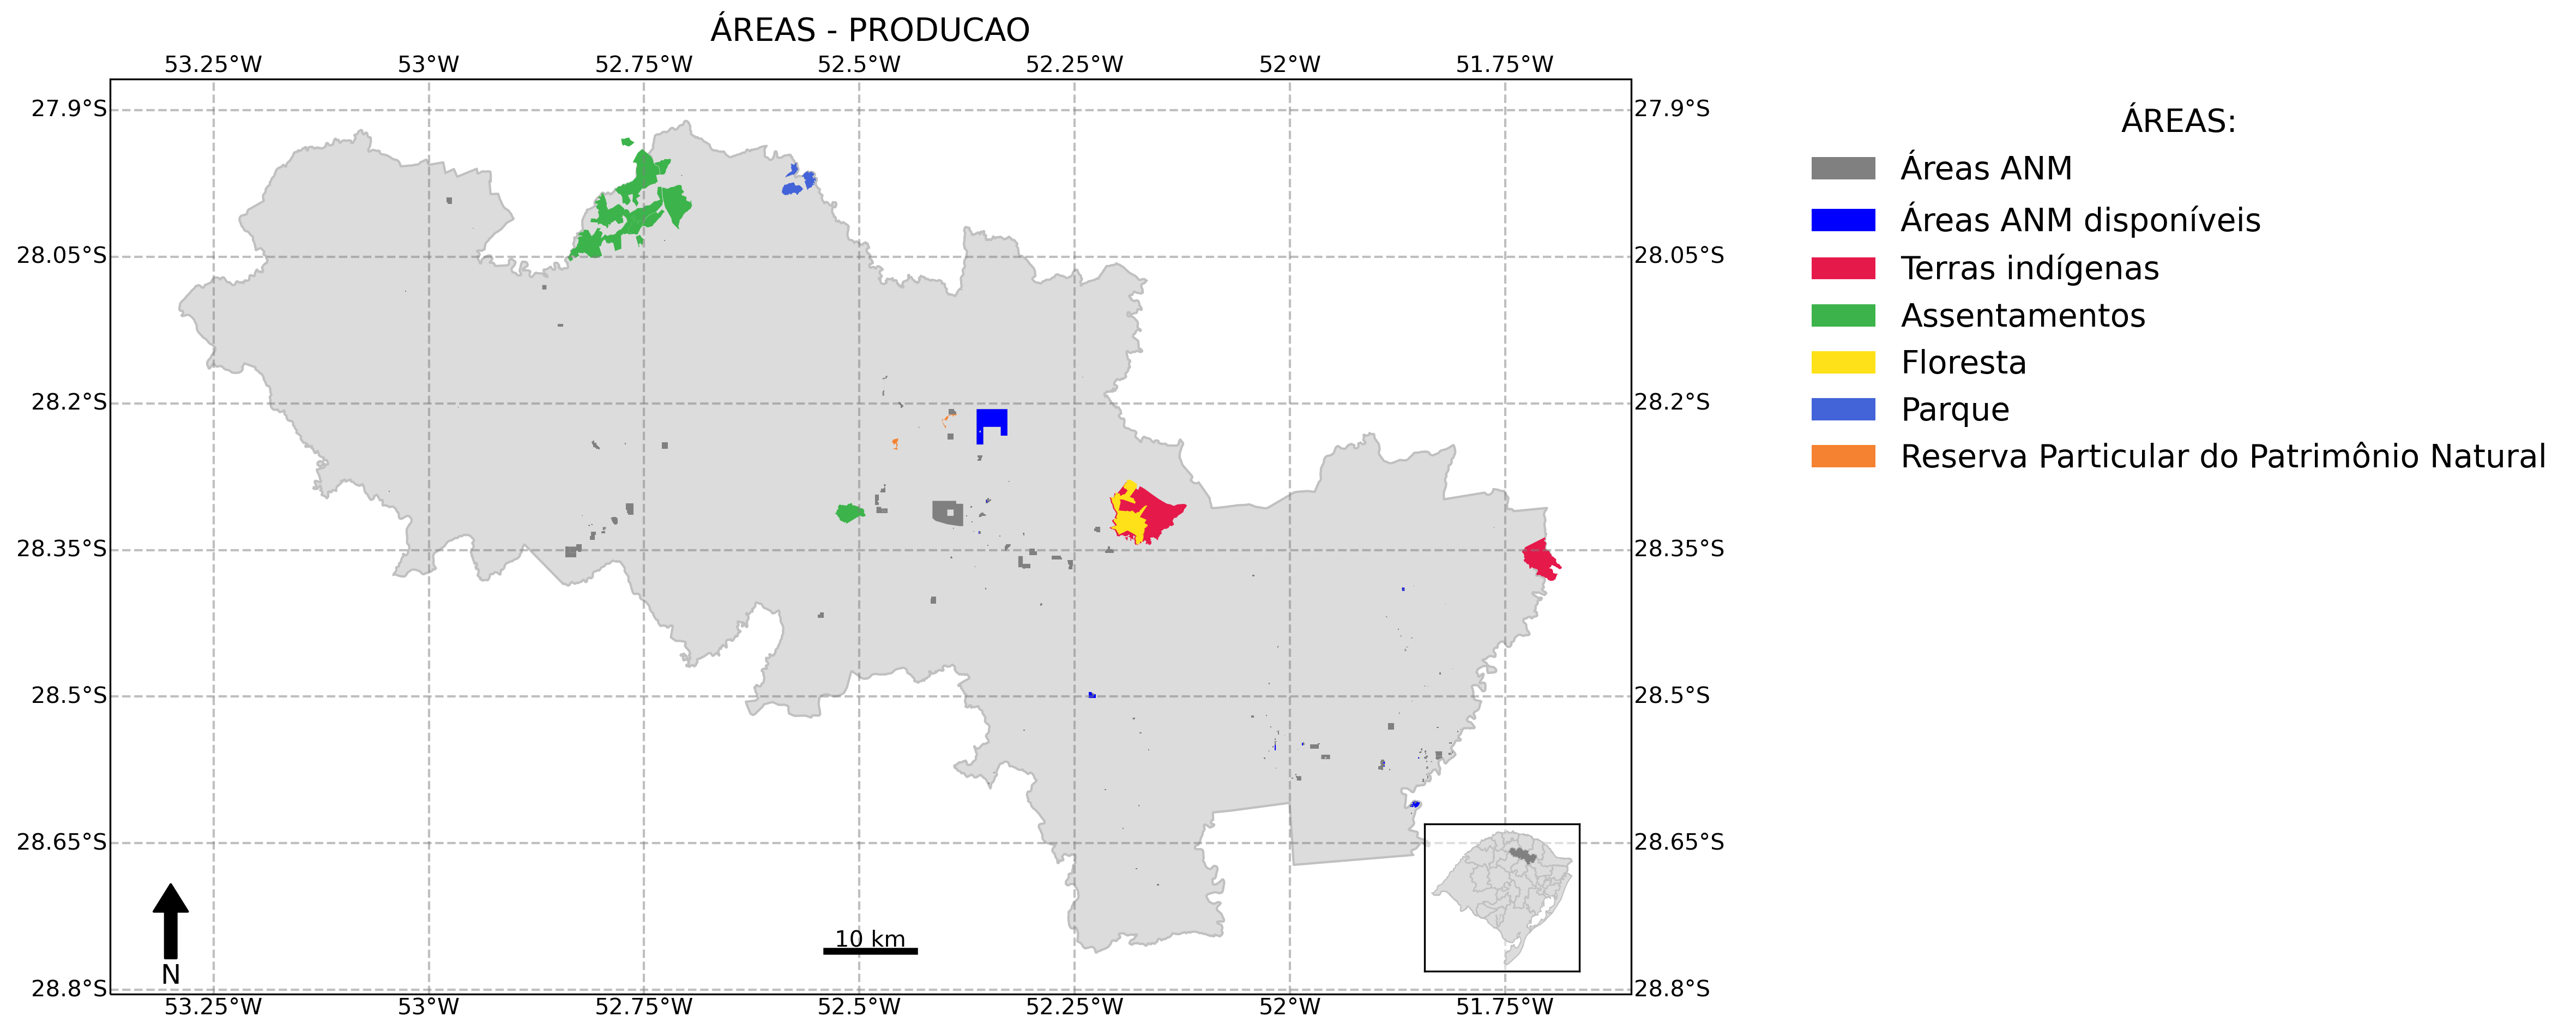 ÁREAS - PRODUCAO
53.25°W 53°W 52.75°W 52.5°W 52.25°W 52°W 51.75°W
27.9°S 27.9°S
28.05°S 28.05°S
28.2°S 28.2°S
28.35°S 28.35°S
28.5°S 28.5°S
28.65°S 28.65°S
28.8°S 28.8°S
10 km
N
53.25°W 53°W 52.75°W 52.5°W 52.25°W 52°W 51.75°W
ÁREAS:
Áreas ANM
Áreas ANM disponíveis
Terras indígenas
Assentamentos
Floresta
Parque
Reserva Particular do Patrimônio Natural